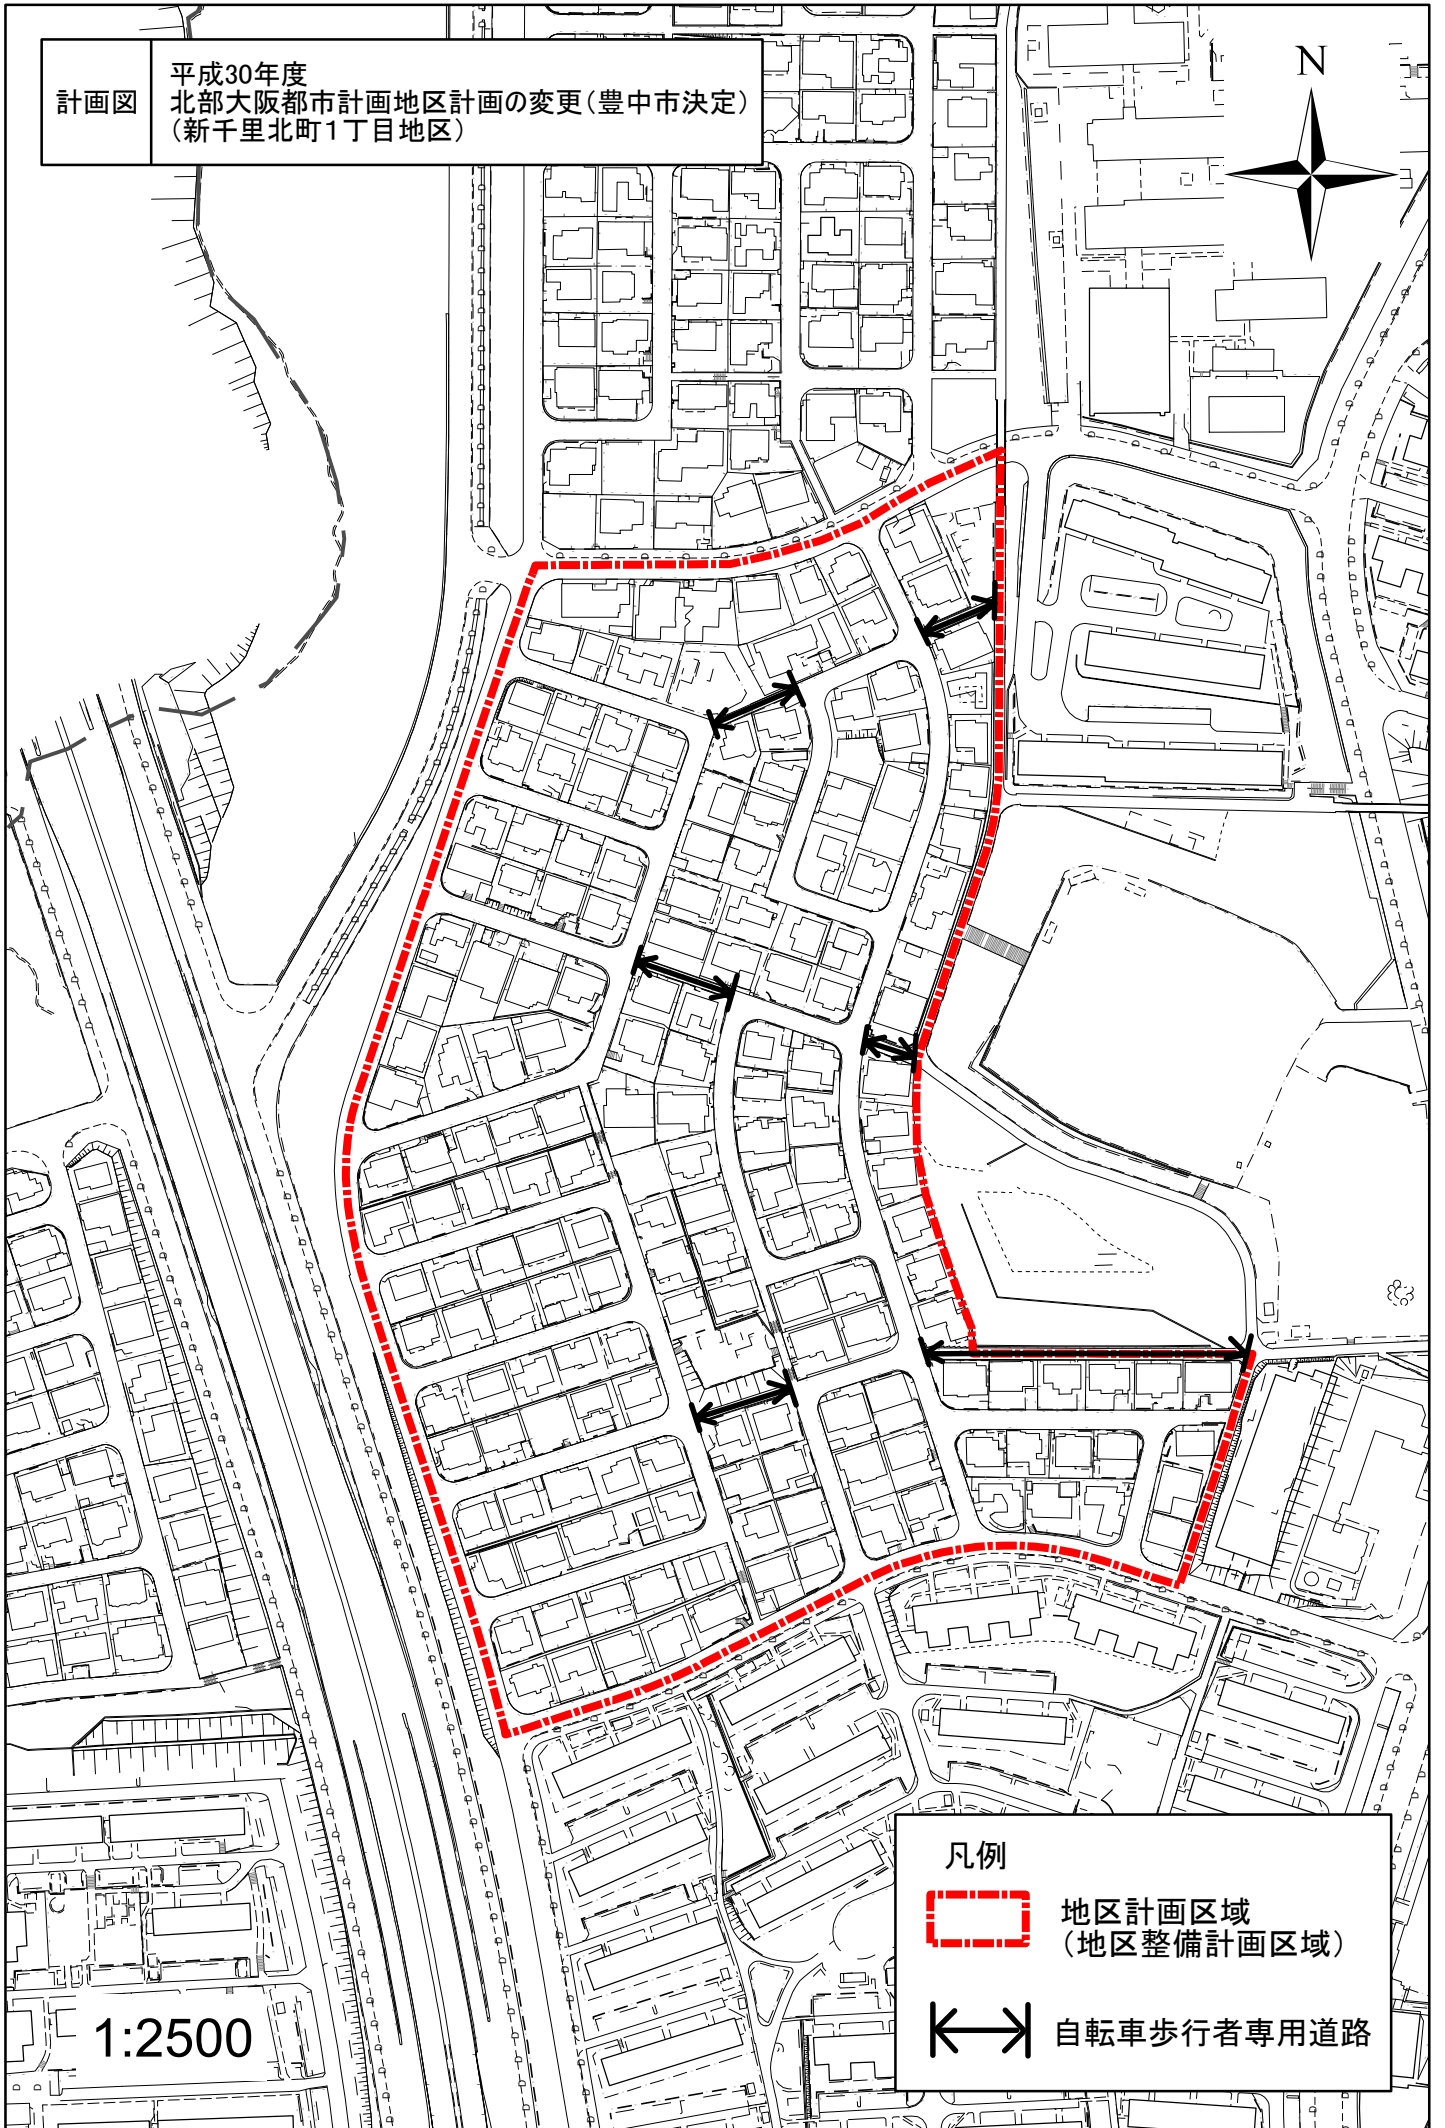 計画図
平成30年度
北部大阪都市計画地区計画の変更（豊中市決定）
（新千里北町１丁目地区）
N
凡例
地区計画区域
（地区整備計画区域）
自転車歩行者専用道路
1:2500